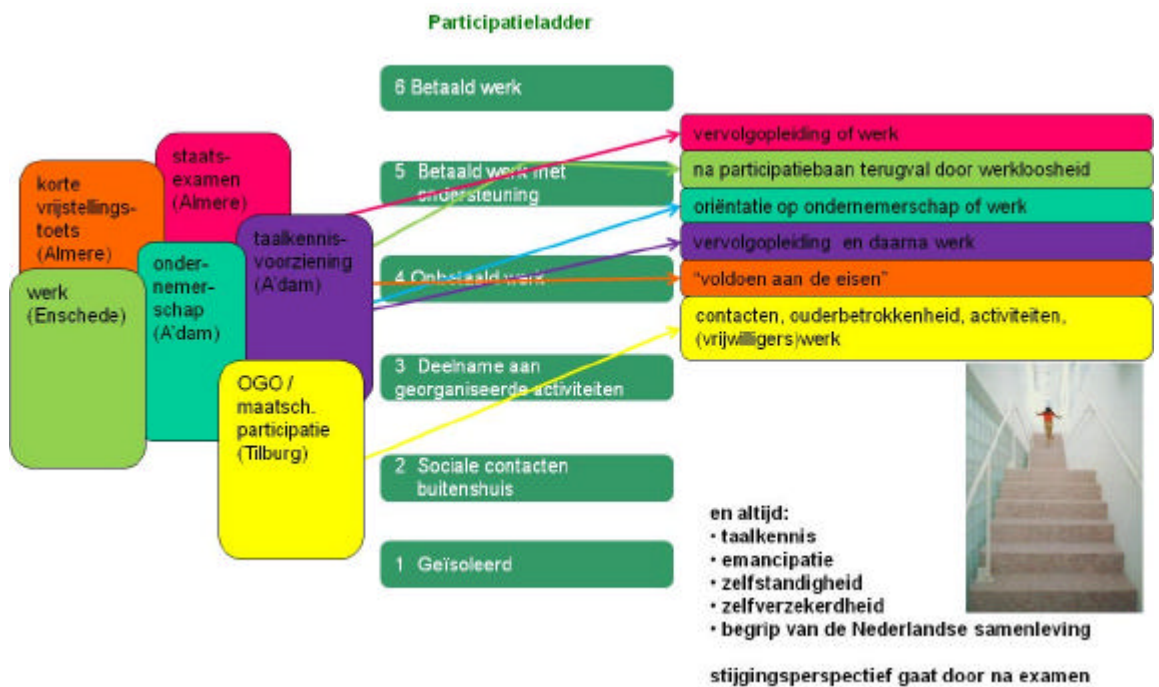 Participatieladder
staats-
examen
(Almere)
korte
vrijstellings-
toets
(Almere)
taalkennis-
voorziening
(A'dam)
onder-
nemer-
schap
(A'dam)
werk
(Enschede)
OGO /
maatsch.
participatie
(Tilburg)
6 Betaald werk
5 Betaald werk met
ondersteuning
4 Onbetaald werk
3 Deelname aan
georganiseerde activiteiten
2 Sociale contacten
buitenshuis
1 Geïsoleerd
vervolgopleiding of werk
na participatiebaan terugval door werkloosheid
oriëntatie op ondernemerschap of werk
vervolgopleiding en daarna werk
“voldoen aan de eisen”
contacten, ouderbetrokkenheid, activiteiten,
(vrijwilligers)werk
en altijd:
• taalkennis
• emancipatie
• zelfstandigheid
• zelfverzekerdheid
• begrip van de Nederlandse samenleving
stijgingsperspectief gaat door na examen